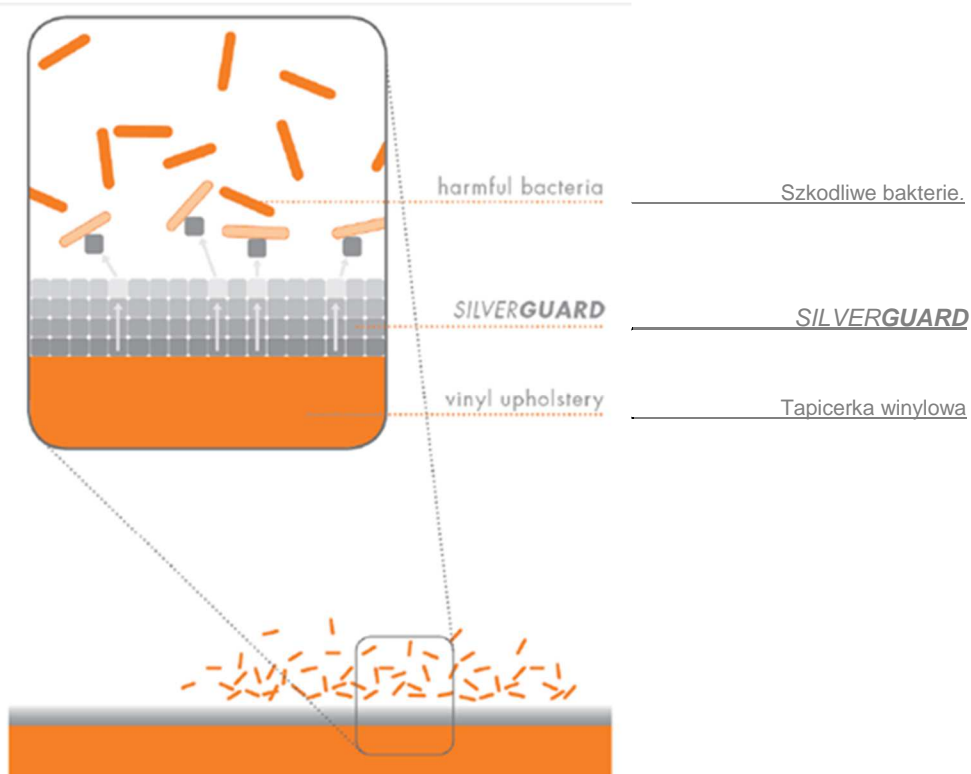 harmful bacteria
Szkodliwe bakterie.
SILVERGUARD
SILVERGUARD
vinyl upholstery
Tapicerka winylowa